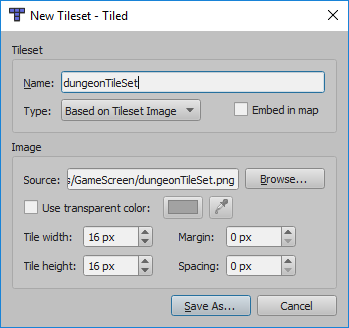 New Tileset - Tiled
Tileset
Name: dungeonTileSet
Type: Based on Tileset Image Embed in map
Image
Source: s/GameScreen/dungeonTileSet.png Browse...
Use transparent color:
Tile width: 16 px Margin: 0 px
Tile height: 16 px Spacing: 0 px
Save As... Cancel